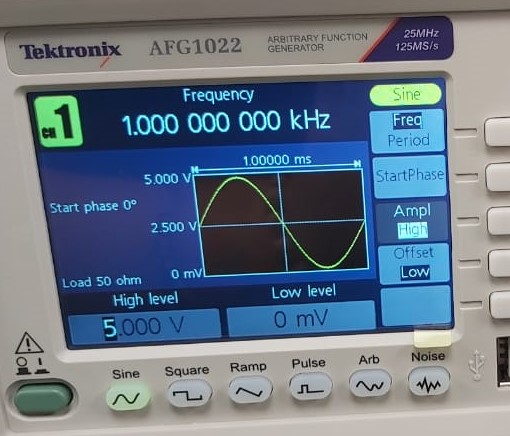 Tektronix AFG1022 ARBITRARY FUNCTION GENERATOR 25MHz 125MS/s
CH 1
Frequency
1.000 000 000 kHz
Sine
Freq
Period
StartPhase
Ampl
High
Offset
Low
1.00000 ms
5.000 V
Start phase 0°
2.500 V
Load 50 ohm
0 mV
High level
Low level
5.000 V
0 mV
Sine
Square
Ramp
Pulse
Arb
Noise